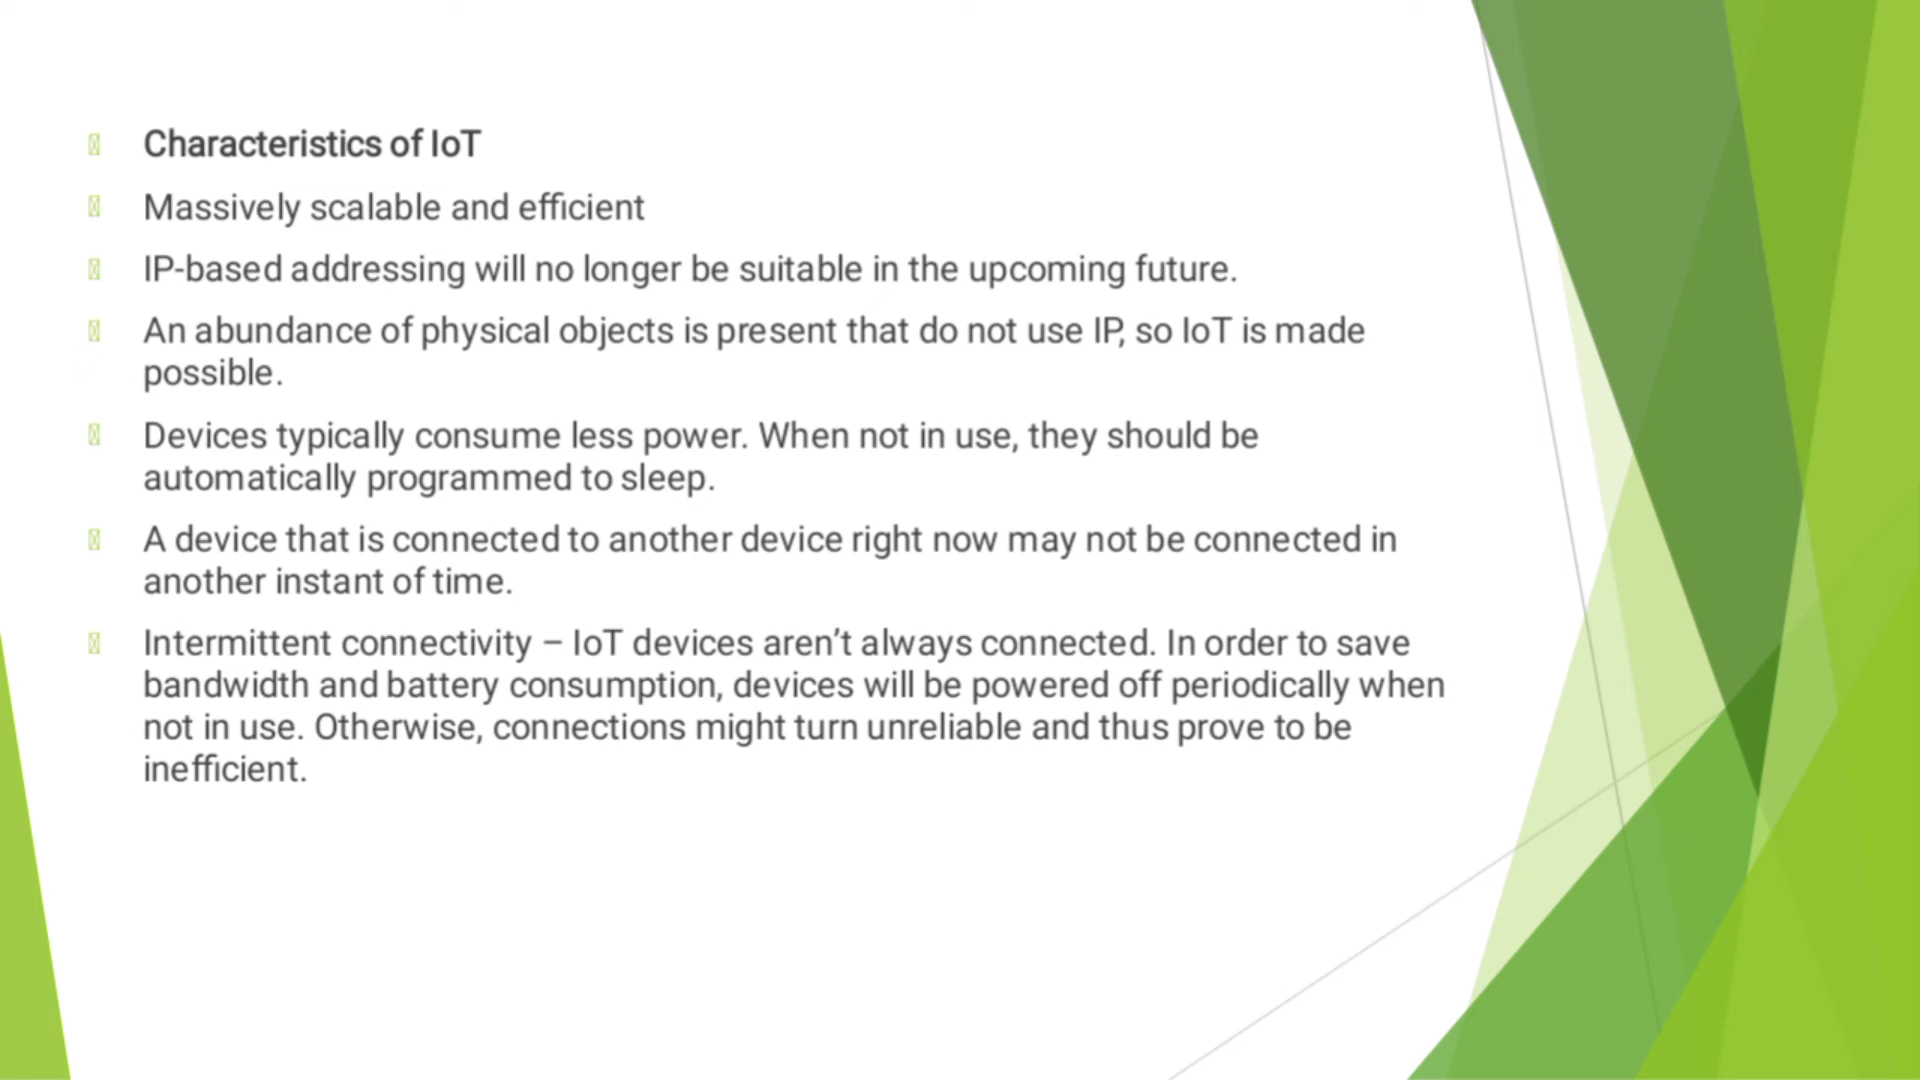 Characteristics of IoT
Massively scalable and efficient
IP-based addressing will no longer be suitable in the upcoming future.
An abundance of physical objects is present that do not use IP, so IoT is made
possible.
Devices typically consume less power. When not in use, they should be
automatically programmed to sleep.
A device that is connected to another device right now may not be connected in
another instant of time.
Intermittent connectivity – IoT devices aren’t always connected. In order to save
bandwidth and battery consumption, devices will be powered off periodically when
not in use. Otherwise, connections might turn unreliable and thus prove to be
inefficient.